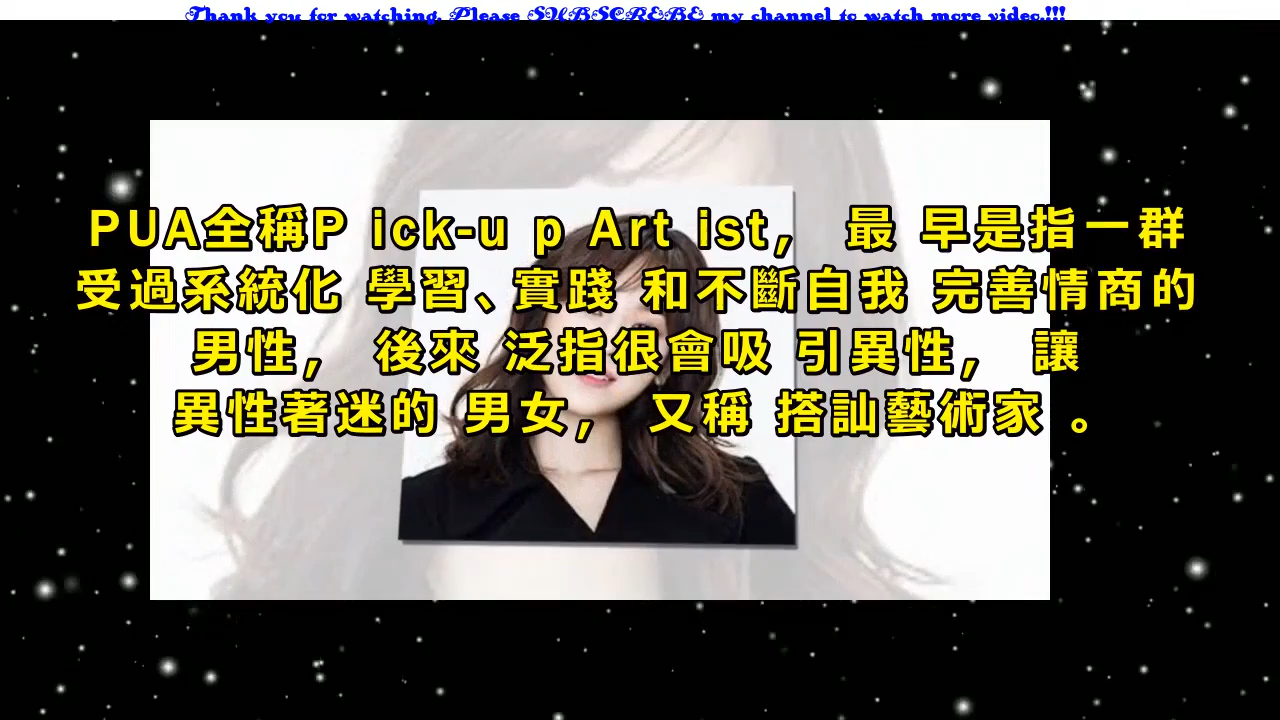 Thank you for watching. Please SUBSCREBE my channel to watch more video.!!!
PUA全稱P ick-u p Art ist， 最 早是指一群
受過系統化 學習、實踐 和不斷自我 完善情商的
男性， 後來 泛指很會吸 引異性， 讓
異性著迷的 男女， 又稱 搭訕藝術家 。